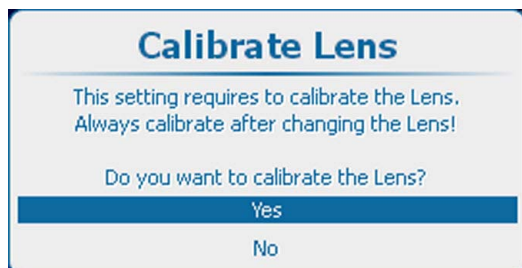 Calibrate Lens
This setting requires to calibrate the Lens.
Always calibrate after changing the Lens!
Do you want to calibrate the Lens?
Yes
No